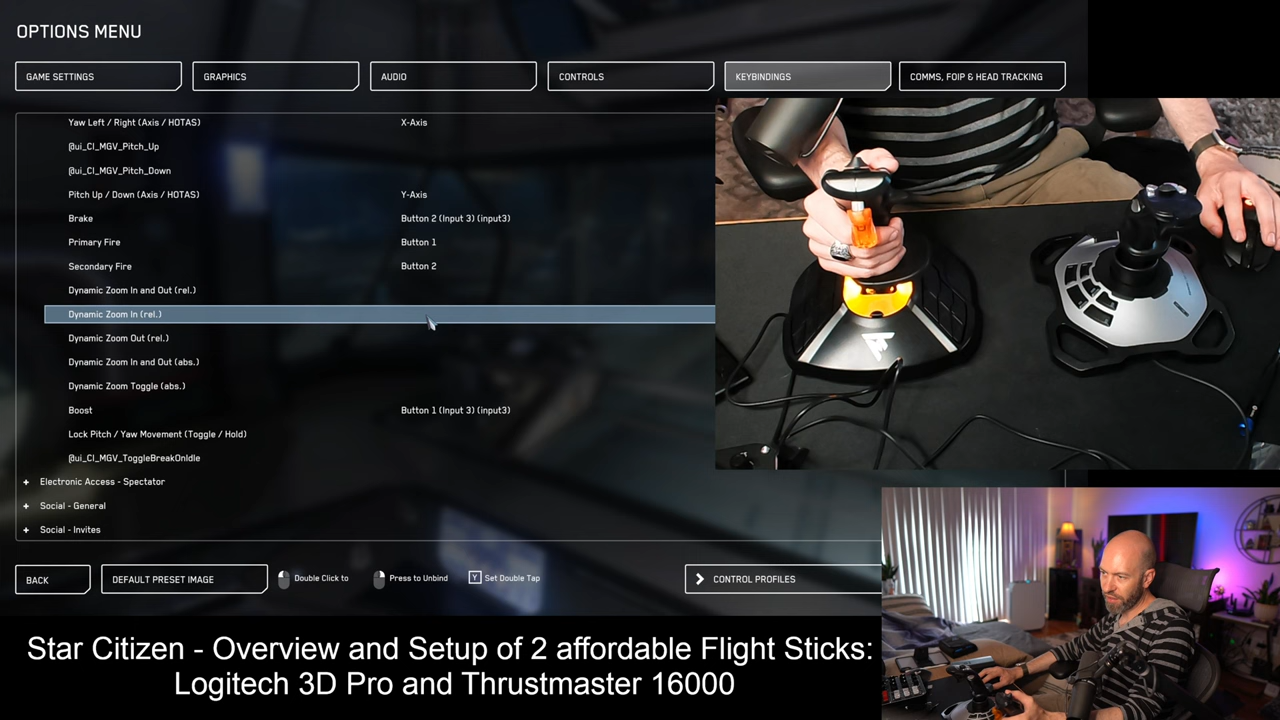 OPTIONS MENU
GAME SETTINGS
GRAPHICS
AUDIO
CONTROLS
KEYBINDINGS
COMMS, FOIP & HEAD TRACKING
Yaw Left / Right (Axis / HOTAS) X-Axis
@ui_CI_MGV_Pitch_Up
@ui_CI_MGV_Pitch_Down
Pitch Up / Down (Axis / HOTAS) Y-Axis
Brake Button 2 (Input 3) (input3)
Primary Fire Button 1
Secondary Fire Button 2
Dynamic Zoom In and Out (rel.)
Dynamic Zoom In (rel.)
Dynamic Zoom Out (rel.)
Dynamic Zoom In and Out (abs.)
Dynamic Zoom Toggle (abs.)
Boost Button 1 (Input 3) (input3)
Lock Pitch / Yaw Movement (Toggle / Hold)
@ui_CI_MGV_ToggleBreakOnIdle
+ Electronic Access - Spectator
+ Social - General
+ Social - Invites
BACK
DEFAULT PRESET IMAGE
Double Click to
Press to Unbind
Y Set Double Tap
CONTROL PROFILES
Star Citizen - Overview and Setup of 2 affordable Flight Sticks:
Logitech 3D Pro and Thrustmaster 16000